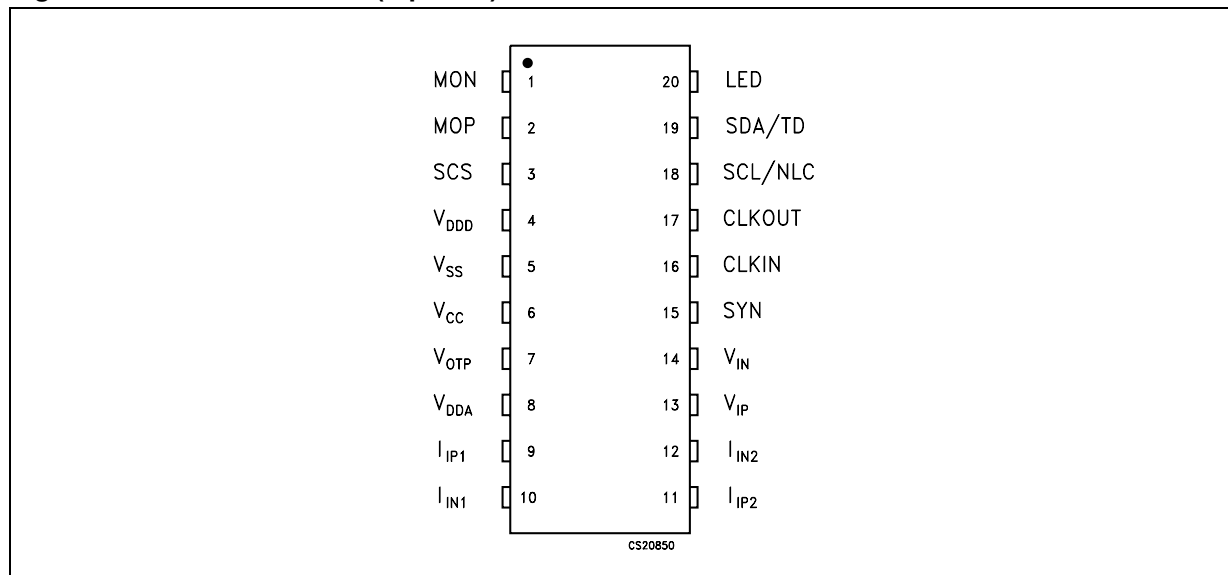 MON 1 20 LED
MOP 2 19 SDA/TD
SCS 3 18 SCL/NLC
VDDD 4 17 CLKOUT
VSS 5 16 CLKIN
VCC 6 15 SYN
VOTP 7 14 VIN
VDDA 8 13 VIP
IIP1 9 12 IIN2
IIN1 10 11 IIP2
CS20850